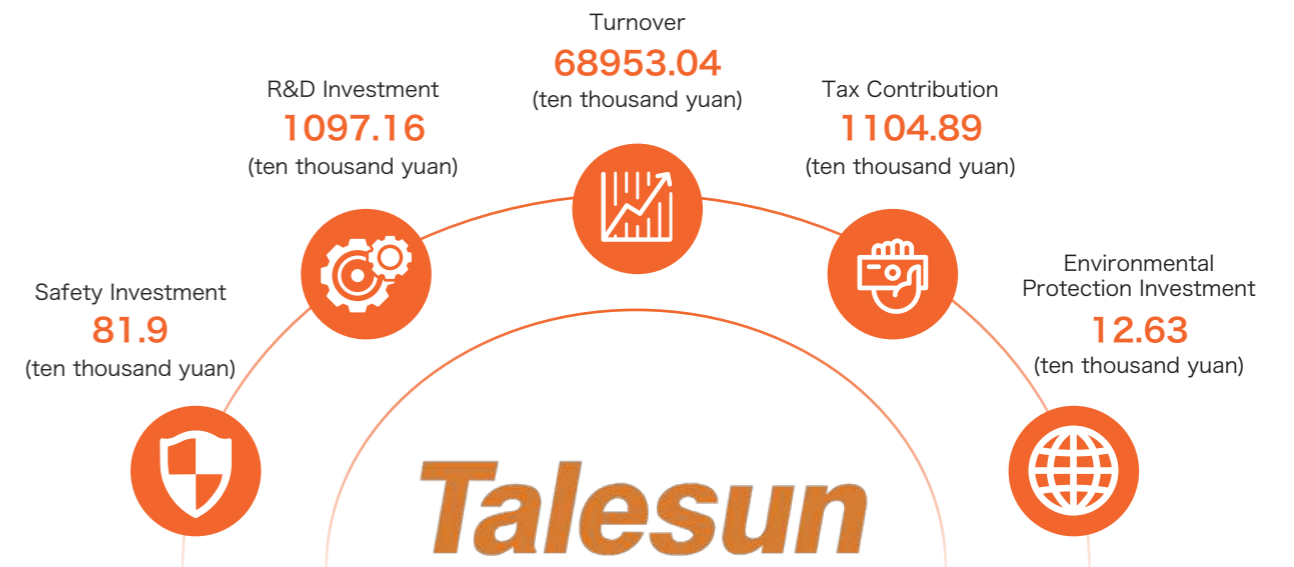 Turnover
68953.04
(ten thousand yuan)
R&D Investment
1097.16
(ten thousand yuan)
Tax Contribution
1104.89
(ten thousand yuan)
Safety Investment
81.9
(ten thousand yuan)
Environmental
Protection Investment
12.63
(ten thousand yuan)
Talesun